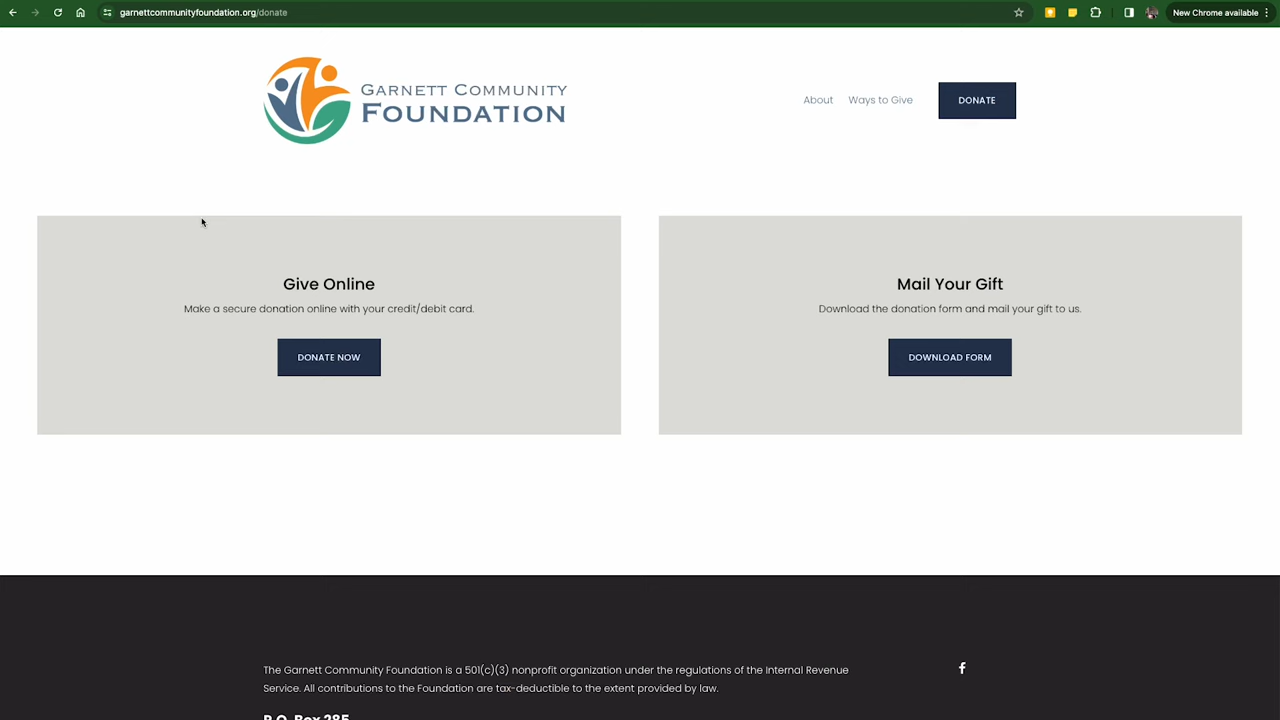 garnettcommunityfoundation.org/donate
New Chrome available
GARNETT COMMUNITY
FOUNDATION
About
Ways to Give
DONATE
Give Online
Make a secure donation online with your credit/debit card.
DONATE NOW
Mail Your Gift
Download the donation form and mail your gift to us.
DOWNLOAD FORM
The Garnett Community Foundation is a 501(c)(3) nonprofit organization under the regulations of the Internal Revenue
Service. All contributions to the Foundation are tax-deductible to the extent provided by law.
P.O. Box 285